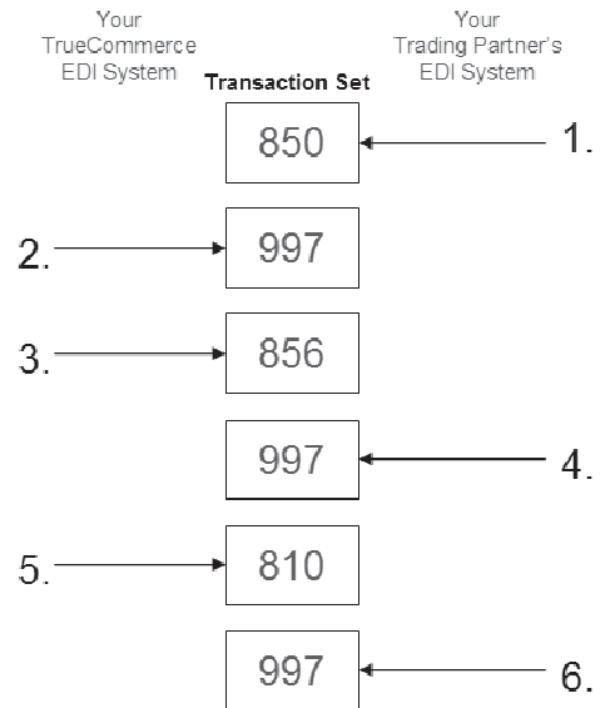 Your
TrueCommerce
EDI System
Your
Trading Partner's
EDI System
Transaction Set
850
1.
2.
997
3.
856
997
4.
5.
810
997
6.